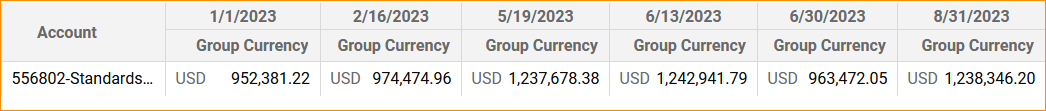 Account 1/1/2023 2/16/2023 5/19/2023 6/13/2023 6/30/2023 8/31/2023
Group Currency Group Currency Group Currency Group Currency Group Currency Group Currency
556802-Standards... USD 952,381.22 USD 974,474.96 USD 1,237,678.38 USD 1,242,941.79 USD 963,472.05 USD 1,238,346.20